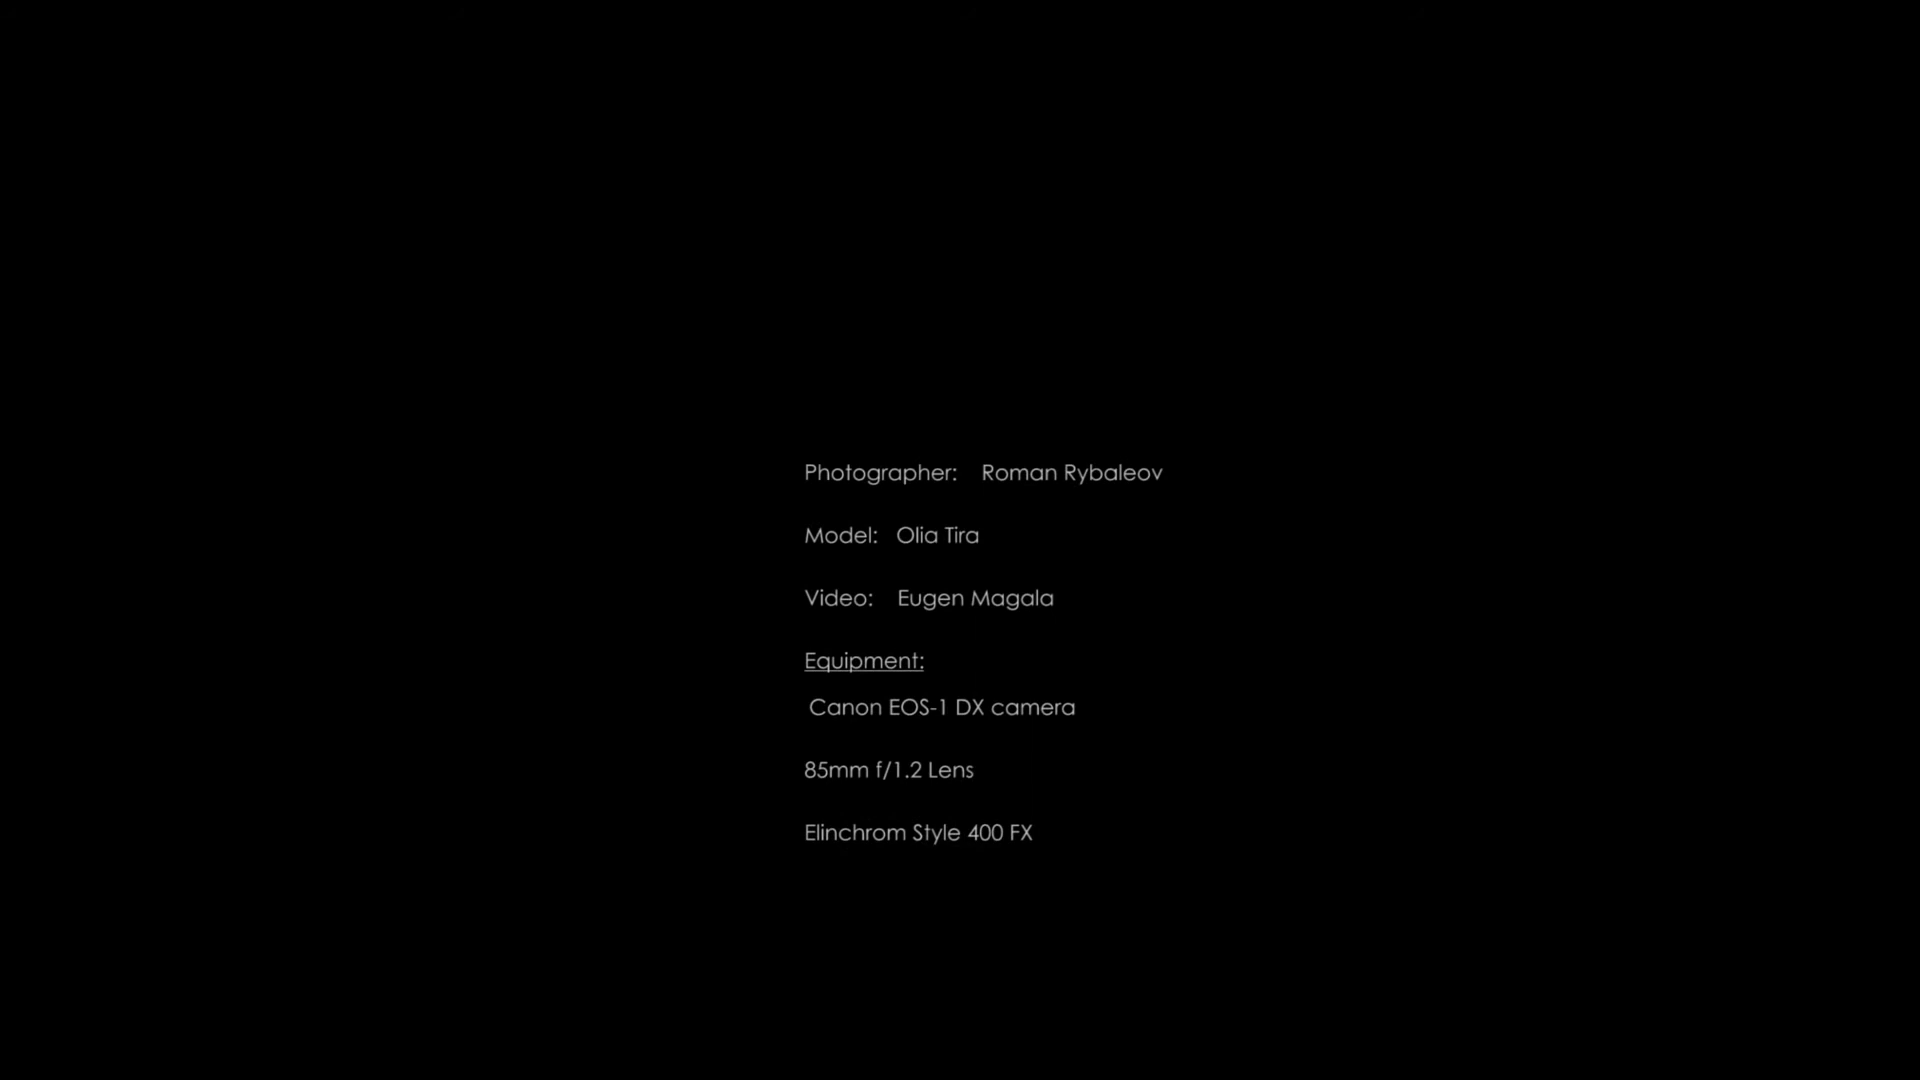 Photographer: Roman Rybaleov
Model: Olia Tira
Video: Eugen Magala
Equipment:
Canon EOS-1 DX camera
85mm f/1.2 Lens
Elinchrom Style 400 FX